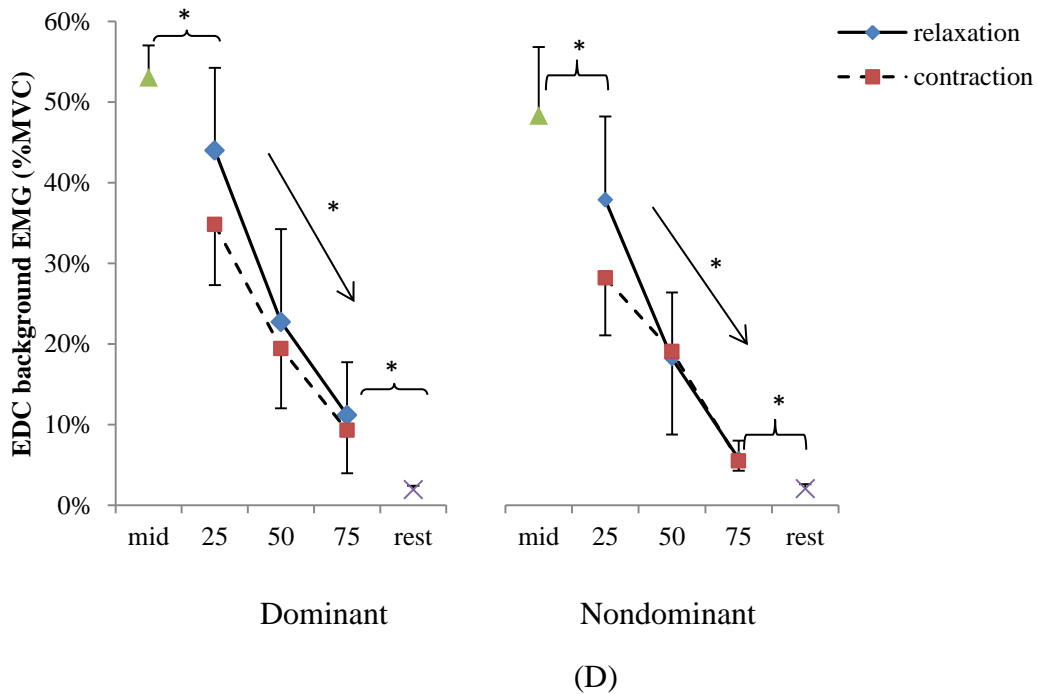 EDC background EMG (%MVC)
60%
50%
40%
30%
20%
10%
0%
*
*
*
*
*
*
relaxation
contraction
mid 25 50 75 rest mid 25 50 75 rest
Dominant Nondominant
(D)